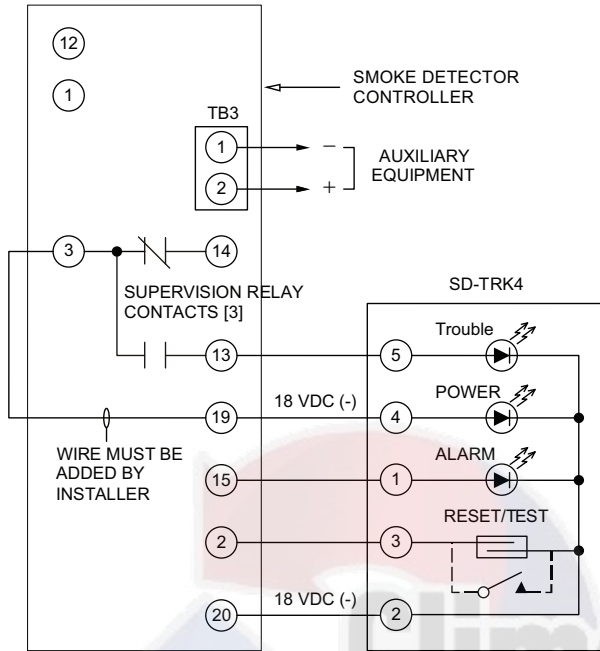 12
SMOKE DETECTOR
CONTROLLER
1
TB3
1
−
AUXILIARY
EQUIPMENT
2
+
3
14
SUPERVISION RELAY
CONTACTS [3]
SD-TRK4
Trouble
13
5
POWER
19
18 VDC (-)
4
WIRE MUST BE
ADDED BY
INSTALLER
ALARM
15
1
RESET/TEST
2
3
20
18 VDC (-)
2